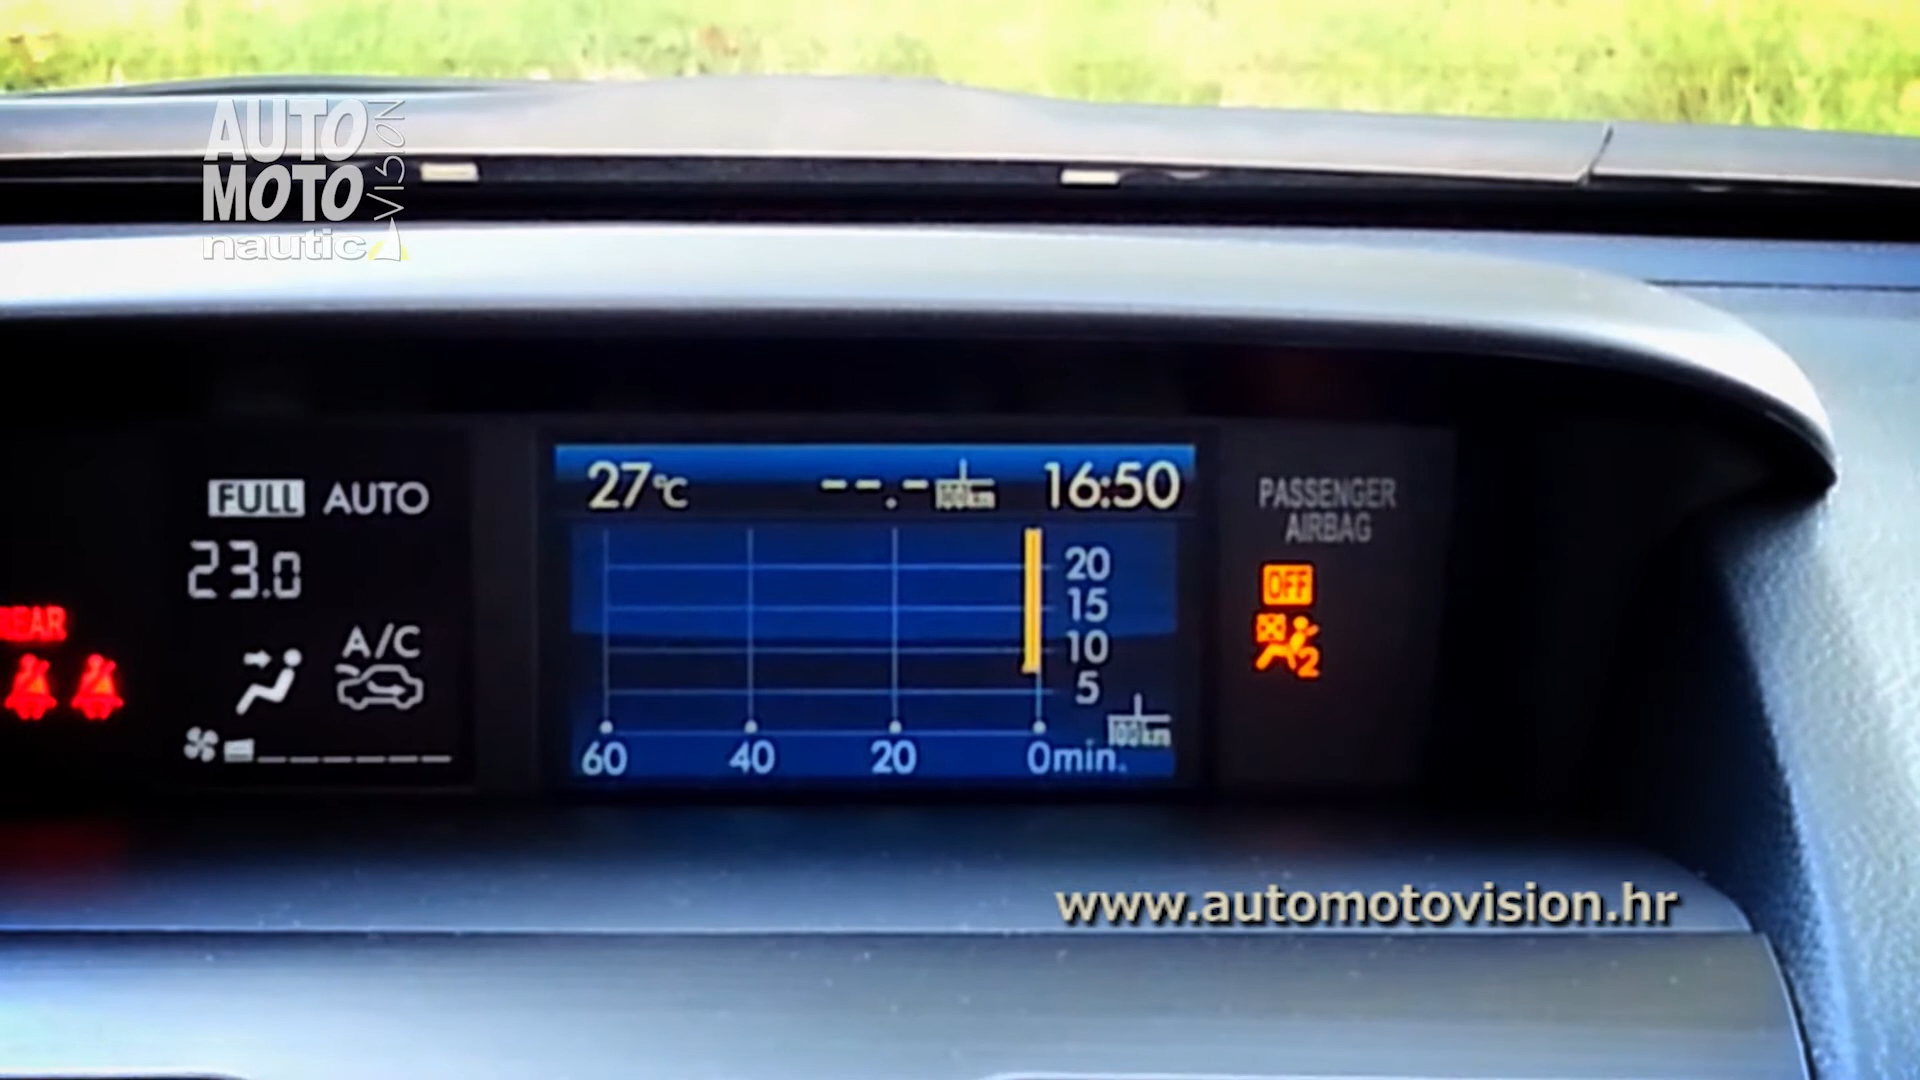 AUTO
MOTO
VISION
nautic
FULL AUTO
23.0
A/C
REAR
27°C --.- 100km 16:50
20
15
10
5
100km
60 40 20 0min.
PASSENGER
AIRBAG
OFF
2
www.automotovision.hr